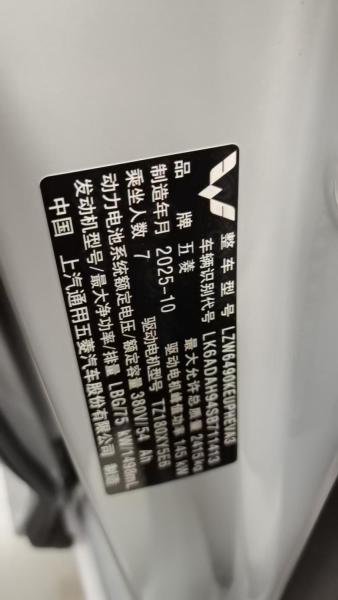 整车型号 LZW6490KEUPHEVA3
品牌 五菱 车辆识别代号 LK6ADAH94SB711413
制造年月 2025-10 最大允许总质量 2415 kg
乘坐人数 7 驱动电机峰值功率 145 kW
驱动电机型号 TZ180XY5E6
动力电池系统额定电压/额定容量 380V/54 Ah
发动机型号/最大净功率/排量 LBG/75 kW/1498mL
中国 上汽通用五菱汽车股份有限公司 制造